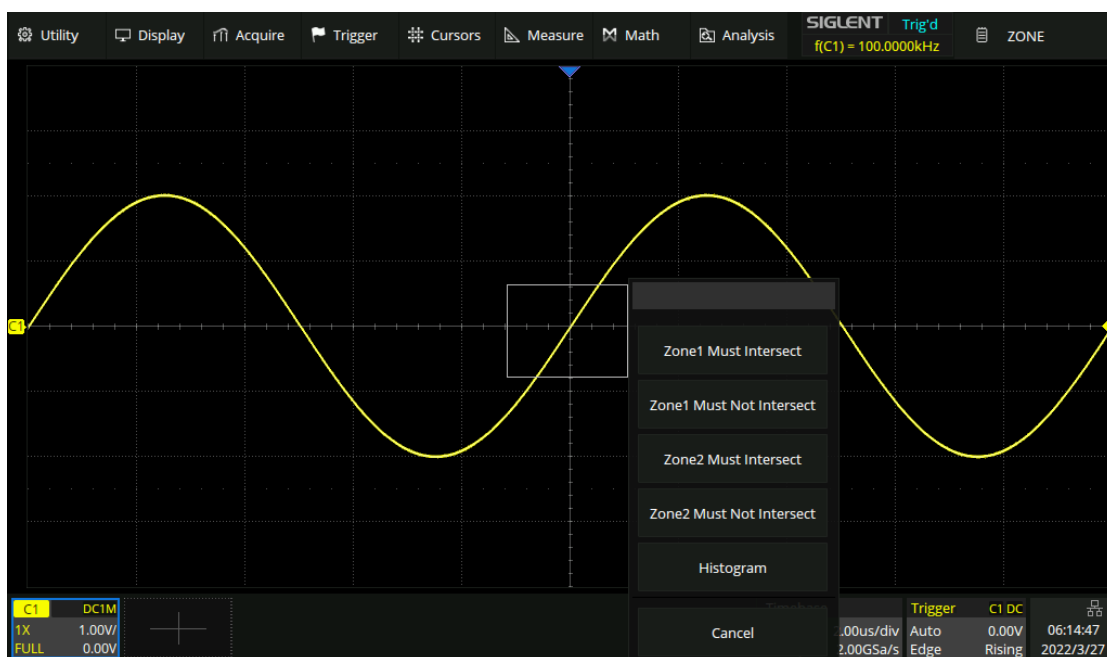 Utility Display Acquire Trigger Cursors Measure Math Analysis SIGLENT Trig'd ZONE
f(C1) = 100.0000kHz
C1
Zone1 Must Intersect
Zone1 Must Not Intersect
Zone2 Must Intersect
Zone2 Must Not Intersect
Histogram
Cancel
C1 DC1M
1X 1.00V/
FULL 0.00V
Timebase
.00us/div
2.00GSa/s
Trigger C1 DC
Auto 0.00V
Edge Rising
06:14:47
2022/3/27